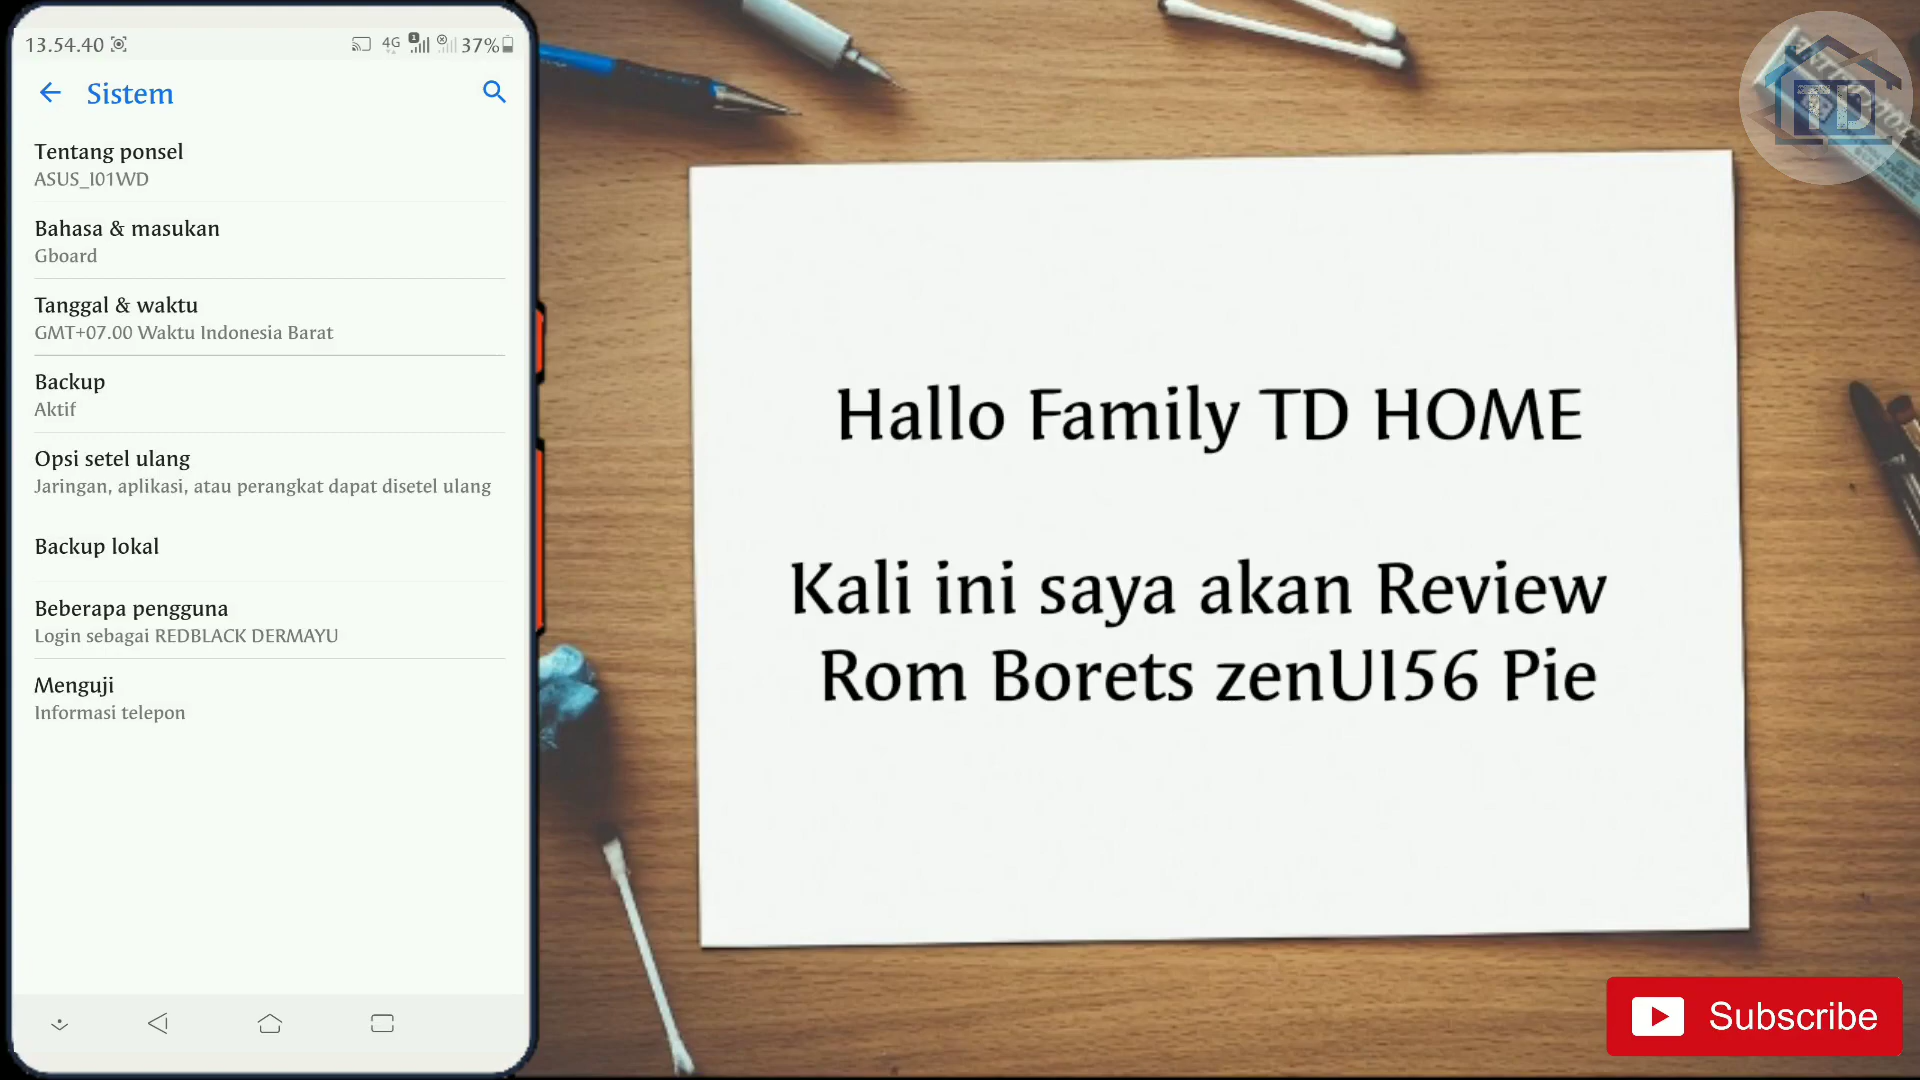 13.54.40
4G
1
37%
Sistem
Tentang ponsel
ASUS_I01WD
Bahasa & masukan
Gboard
Tanggal & waktu
GMT+07.00 Waktu Indonesia Barat
Backup
Aktif
Opsi setel ulang
Jaringan, aplikasi, atau perangkat dapat disetel ulang
Backup lokal
Beberapa pengguna
Login sebagai REDBLACK DERMAYU
Menguji
Informasi telepon
Hallo Family TD HOME
Kali ini saya akan Review
Rom Borets zenUI56 Pie
TD
Subscribe